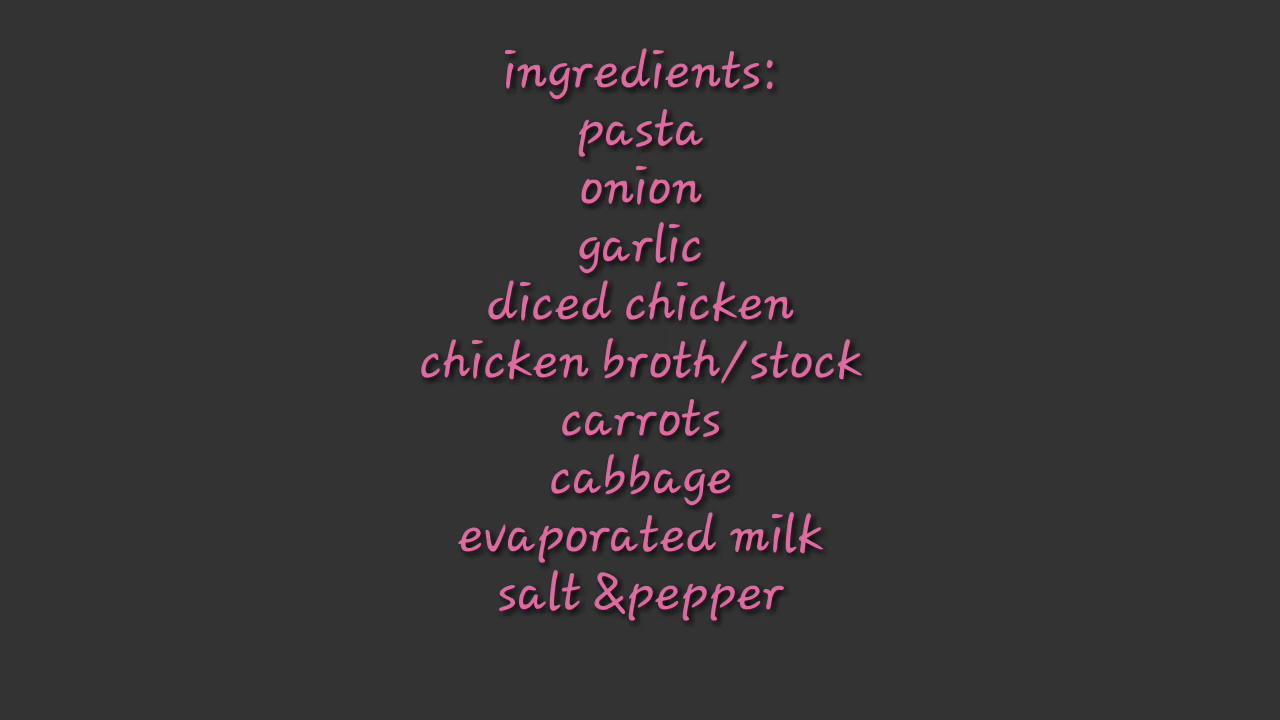 ingredients:
pasta
onion
garlic
diced chicken
chicken broth/stock
carrots
cabbage
evaporated milk
salt &pepper